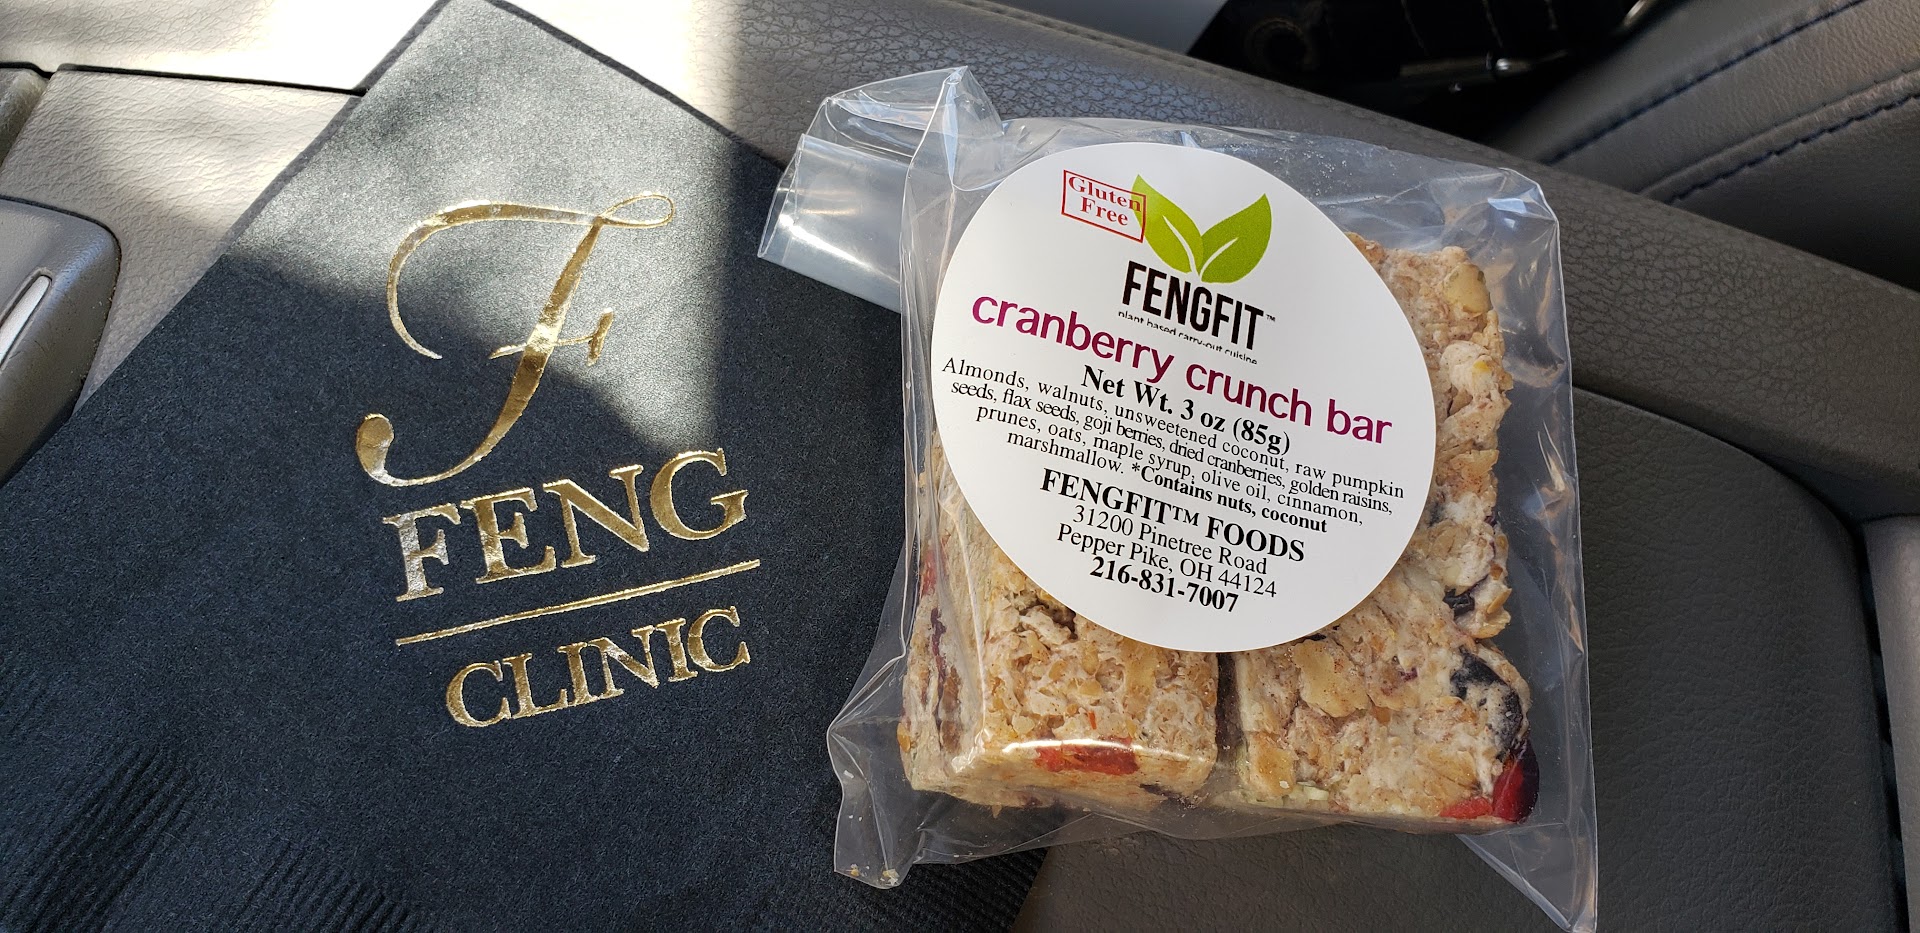 F
FENG
CLINIC
Gluten
Free
FENGFIT™
plant based carry-out cuisine
cranberry crunch bar
Net Wt. 3 oz (85g)
Almonds, walnuts, unsweetened coconut, raw pumpkin
seeds, flax seeds, goji berries, dried cranberries, golden raisins,
prunes, oats, maple syrup, olive oil, cinnamon,
marshmallow. *Contains nuts, coconut
FENGFIT™ FOODS
31200 Pinetree Road
Pepper Pike, OH 44124
216-831-7007